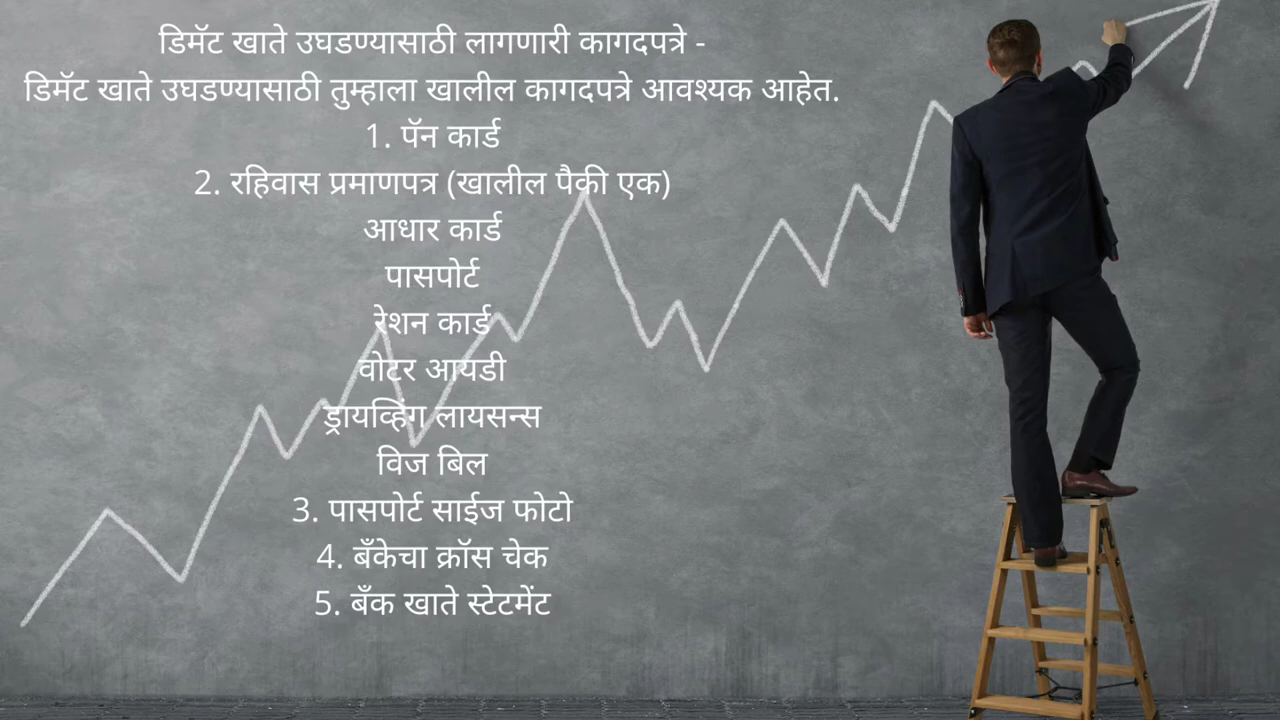 डिमॅट खाते उघडण्यासाठी लागणारी कागदपत्रे -
डिमॅट खाते उघडण्यासाठी तुम्हाला खालील कागदपत्रे आवश्यक आहेत.
1. पॅन कार्ड
2. रहिवास प्रमाणपत्र (खालील पैकी एक)
आधार कार्ड
पासपोर्ट
रेशन कार्ड
वोटर आयडी
ड्रायव्हिंग लायसन्स
विज बिल
3. पासपोर्ट साईज फोटो
4. बँकेचा क्रॉस चेक
5. बँक खाते स्टेटमेंट